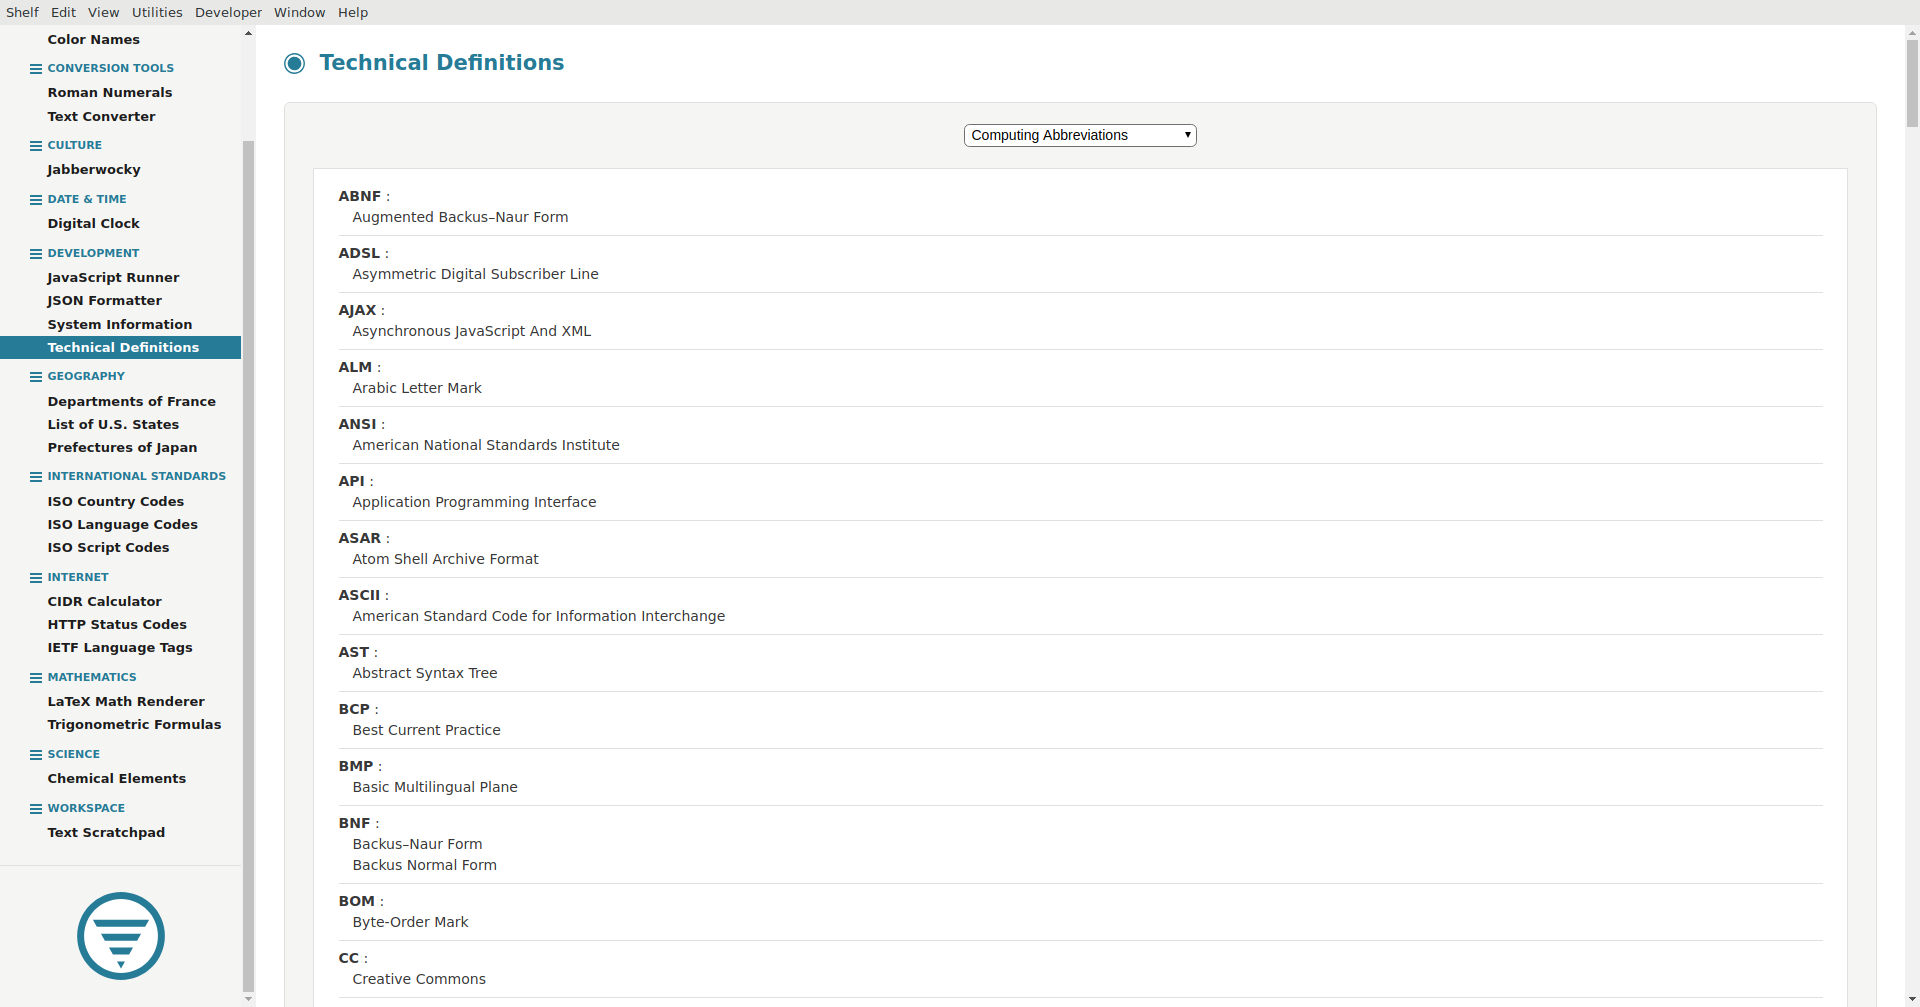 Shelf Edit View Utilities Developer Window Help
Color Names
CONVERSION TOOLS
Roman Numerals
Text Converter
CULTURE
Jabberwocky
DATE & TIME
Digital Clock
DEVELOPMENT
JavaScript Runner
JSON Formatter
System Information
Technical Definitions
GEOGRAPHY
Departments of France
List of U.S. States
Prefectures of Japan
INTERNATIONAL STANDARDS
ISO Country Codes
ISO Language Codes
ISO Script Codes
INTERNET
CIDR Calculator
HTTP Status Codes
IETF Language Tags
MATHEMATICS
LaTeX Math Renderer
Trigonometric Formulas
SCIENCE
Chemical Elements
WORKSPACE
Text Scratchpad
Technical Definitions
Computing Abbreviations
ABNF :
Augmented Backus–Naur Form
ADSL :
Asymmetric Digital Subscriber Line
AJAX :
Asynchronous JavaScript And XML
ALM :
Arabic Letter Mark
ANSI :
American National Standards Institute
API :
Application Programming Interface
ASAR :
Atom Shell Archive Format
ASCII :
American Standard Code for Information Interchange
AST :
Abstract Syntax Tree
BCP :
Best Current Practice
BMP :
Basic Multilingual Plane
BNF :
Backus–Naur Form
Backus Normal Form
BOM :
Byte-Order Mark
CC :
Creative Commons